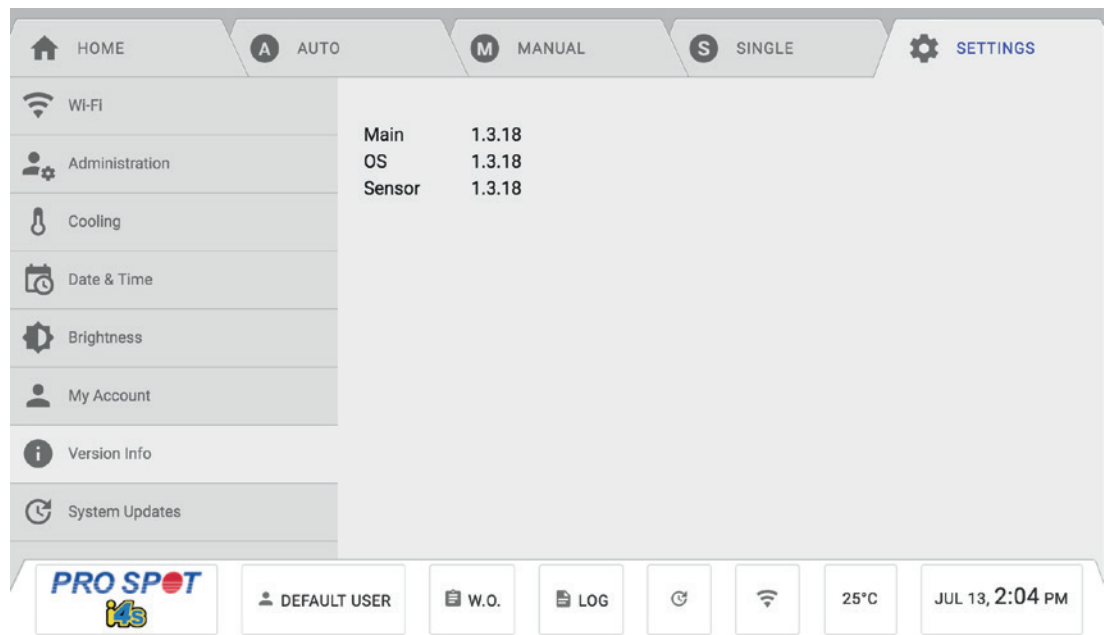 HOME
A AUTO
M MANUAL
S SINGLE
SETTINGS
Wi-Fi
Administration
Cooling
Date & Time
Brightness
My Account
Version Info
System Updates
Main 1.3.18
OS 1.3.18
Sensor 1.3.18
PRO SPOT
i4s
DEFAULT USER
W.O.
LOG
25°C
JUL 13, 2:04 PM